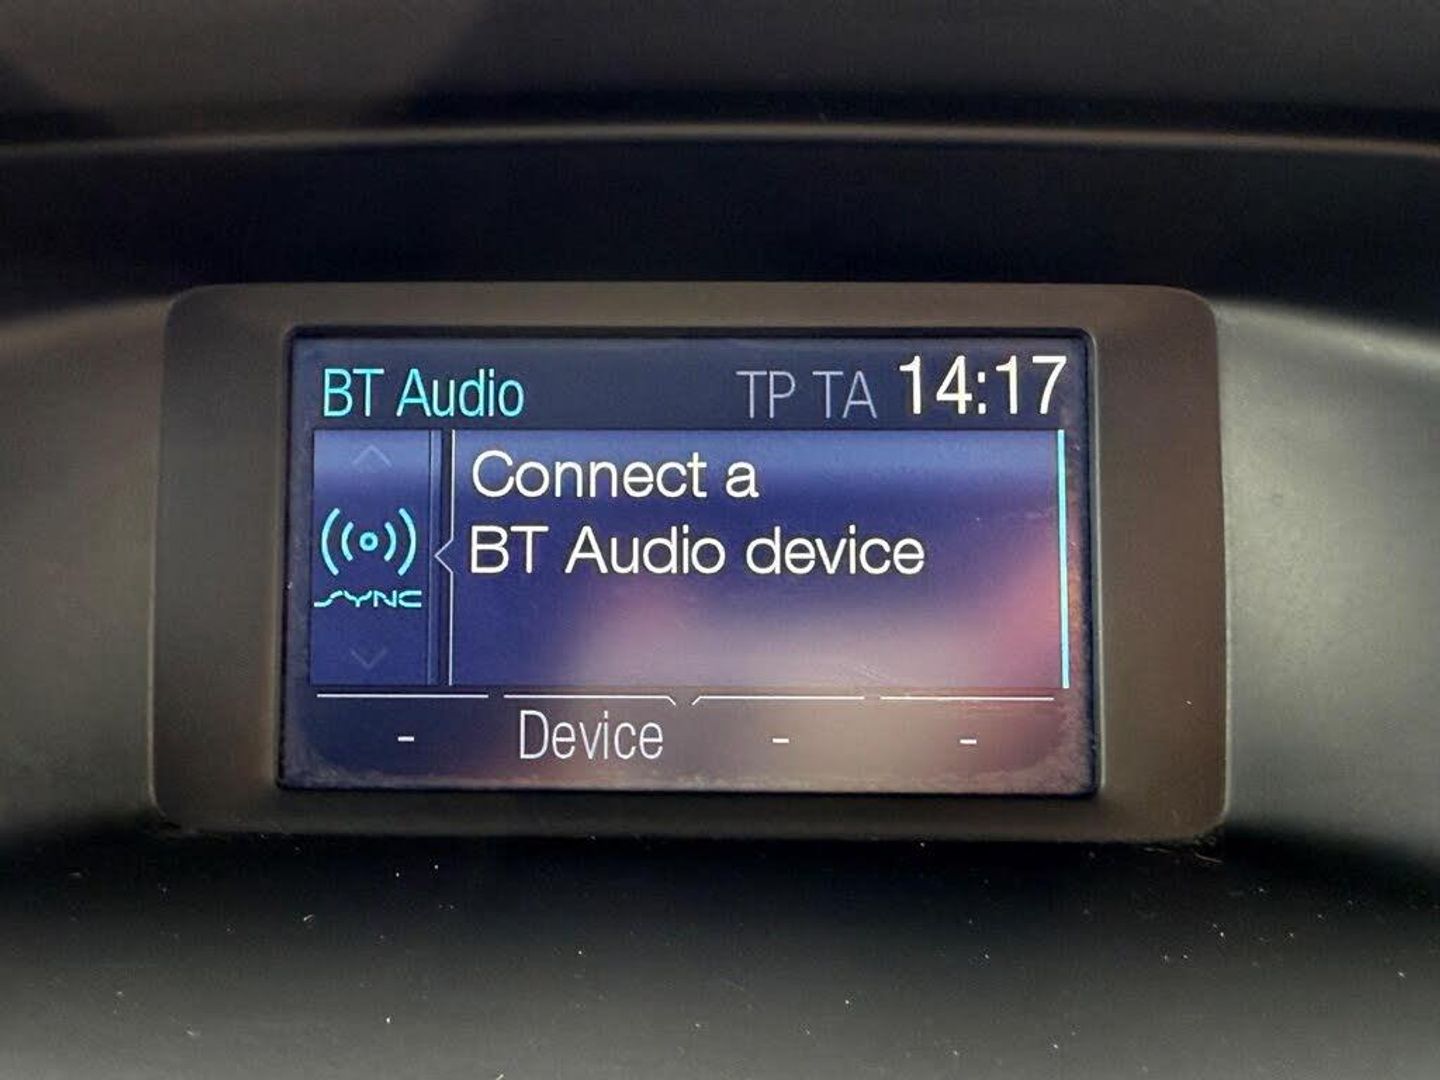 BT Audio TP TA 14:17
Connect a
BT Audio device
SYNC
- Device - -